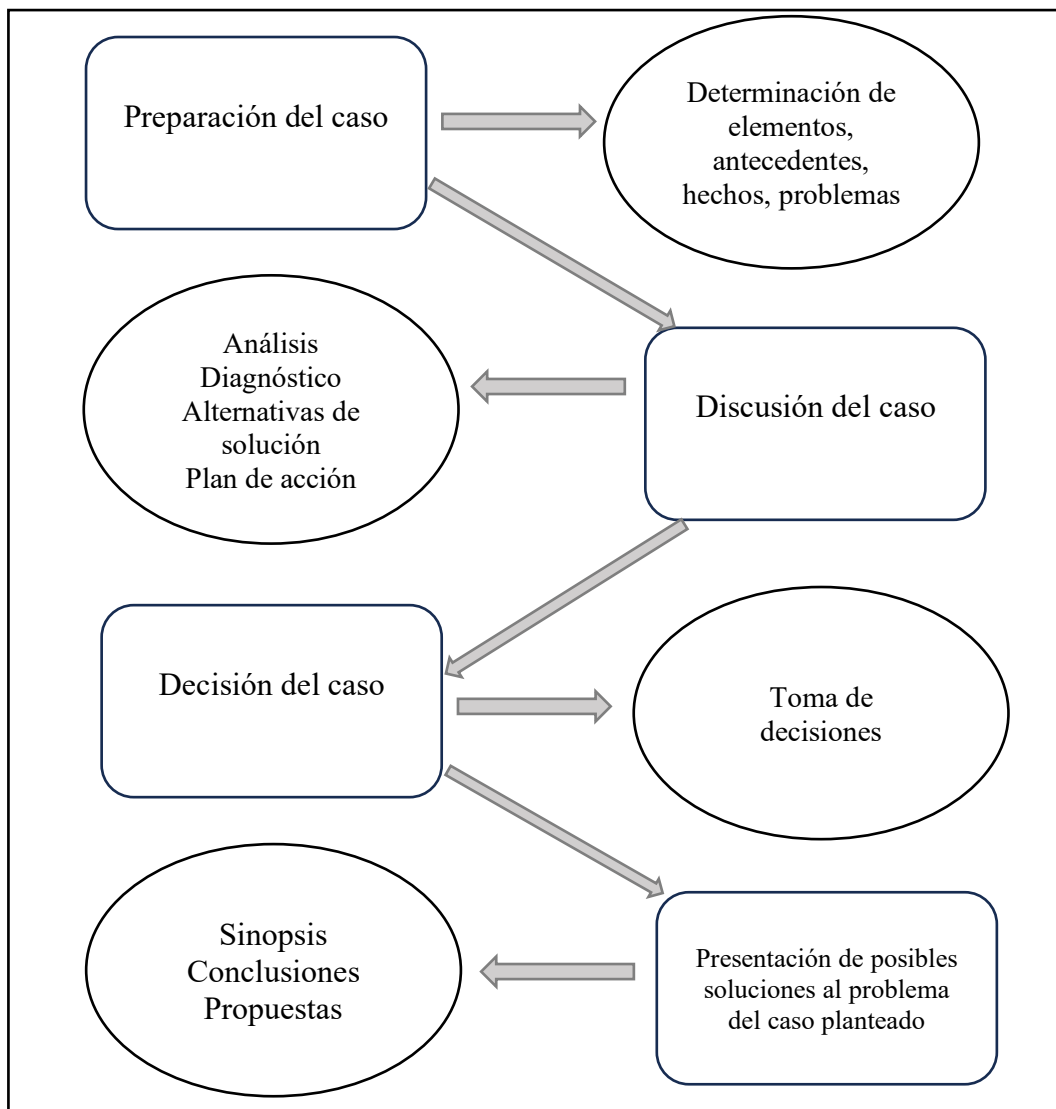 Preparación del caso
Determinación de
elementos,
antecedentes,
hechos, problemas
Análisis
Diagnóstico
Alternativas de
solución
Plan de acción
Discusión del caso
Decisión del caso
Toma de
decisiones
Sinopsis
Conclusiones
Propuestas
Presentación de posibles
soluciones al problema
del caso planteado